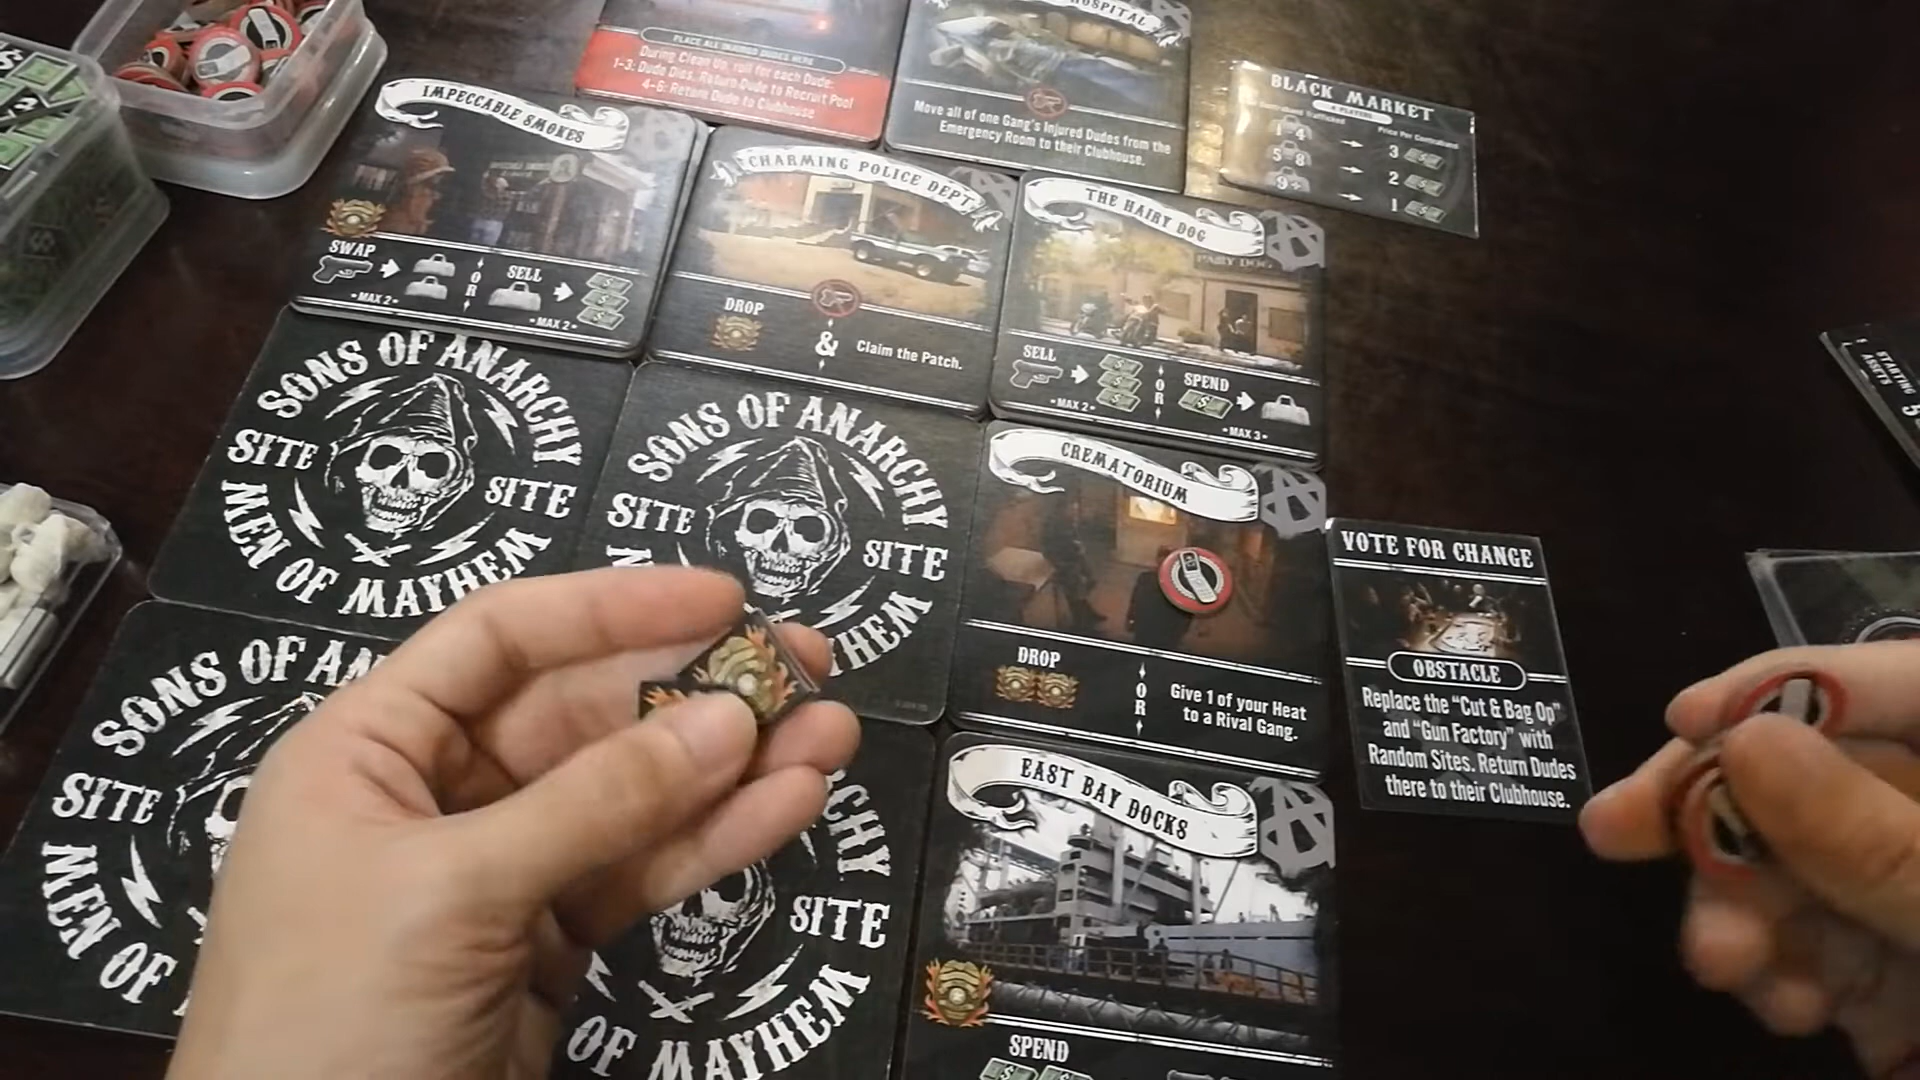 PLACE ALL INJURED DUDES HERE
During Clean Up, roll for each Dude:
1-3: Dude Dies, Return Dude to Recruit Pool
4-6: Return Dude to Clubhouse
HOSPITAL
Move all of one Gang's Injured Dudes from the
Emergency Room to their Clubhouse.
BLACK MARKET
4 PLAYERS
Trafficked
Price Per Contraband
1-4
3
5-8
2
9+
1
IMPECCABLE SMOKES
SWAP
•MAX 2•
OR
SELL
•MAX 2•
CHARMING POLICE DEPT
DROP
&
Claim the Patch.
THE HAIRY DOG
HAIRY DOG
SELL
•MAX 2•
OR
SPEND
•MAX 3•
STARTING
ASSETS
5
SONS OF ANARCHY
SITE
SITE
MEN OF MAYHEM
SONS OF ANARCHY
SITE
SITE
HEM
CREMATORIUM
DROP
OR
Give 1 of your Heat
to a Rival Gang.
VOTE FOR CHANGE
OBSTACLE
Replace the "Cut & Bag Op"
and "Gun Factory" with
Random Sites. Return Dudes
there to their Clubhouse.
SONS OF AN
SITE
MEN OF
CHY
SITE
OF MAYHEM
EAST BAY DOCKS
SPEND